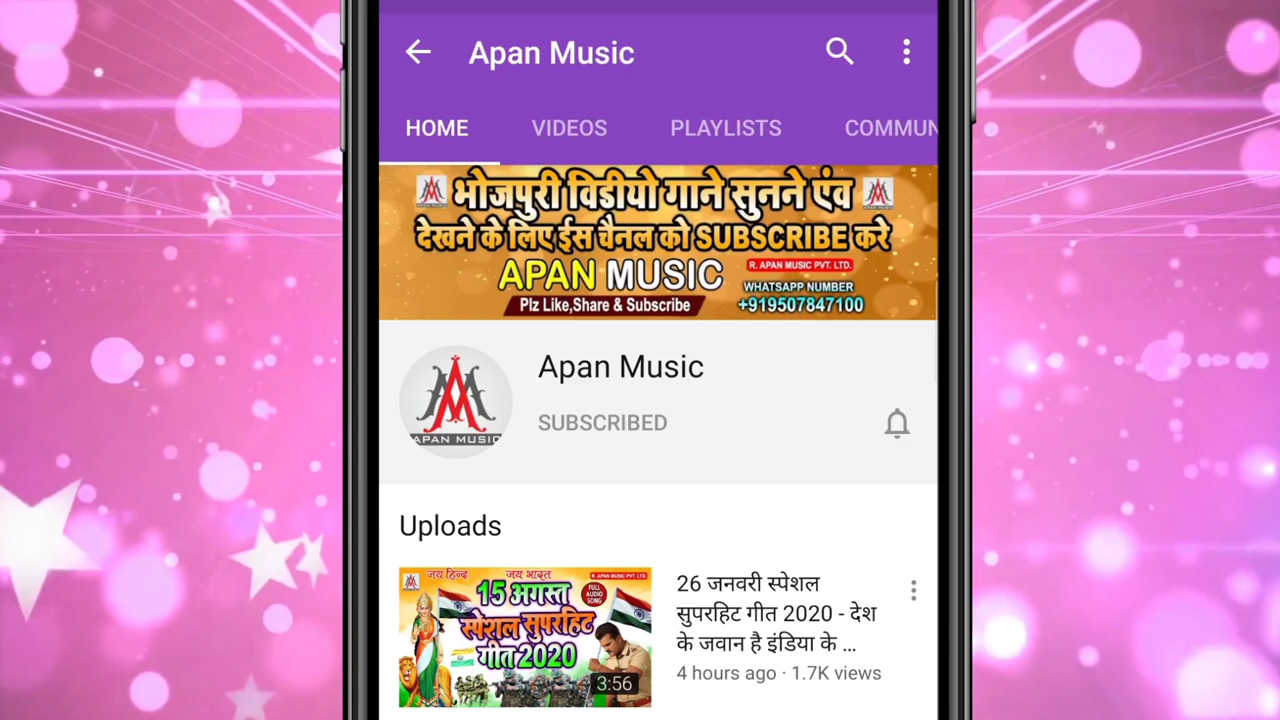 Apan Music
HOME VIDEOS PLAYLISTS COMMUN
भोजपुरी विडीयो गाने सुनने एंव
देखने के लिए ईस चैनल को SUBSCRIBE करे
APAN MUSIC
R. APAN MUSIC PVT. LTD.
Plz Like,Share & Subscribe
WHATSAPP NUMBER
+919507847100
APAN MUSIC
Apan Music
SUBSCRIBED
Uploads
जय हिन्द जय भारत
R. APAN MUSIC PVT. LTD
15 अगस्त
FULL
AUDIO
SONG
स्पेशल सुपरहिट
गीत 2020
3:56
26 जनवरी स्पेशल
सुपरहिट गीत 2020 - देश
के जवान है इंडिया के ...
4 hours ago · 1.7K views